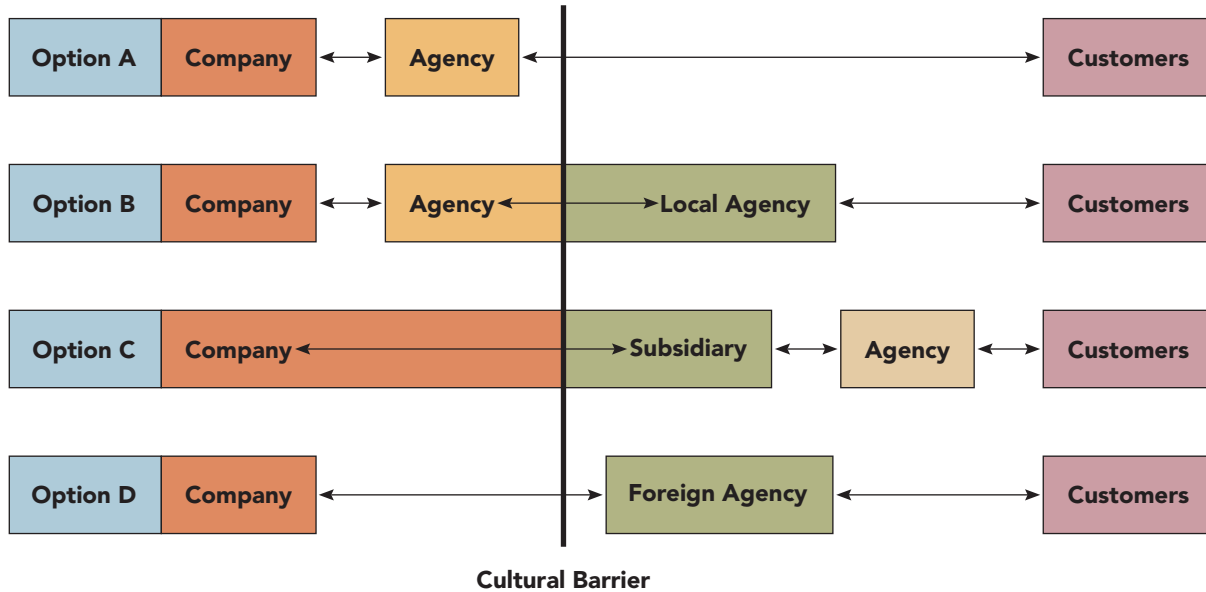 Option A Company Agency Customers
Option B Company Agency Local Agency Customers
Option C Company Subsidiary Agency Customers
Option D Company Foreign Agency Customers
Cultural Barrier